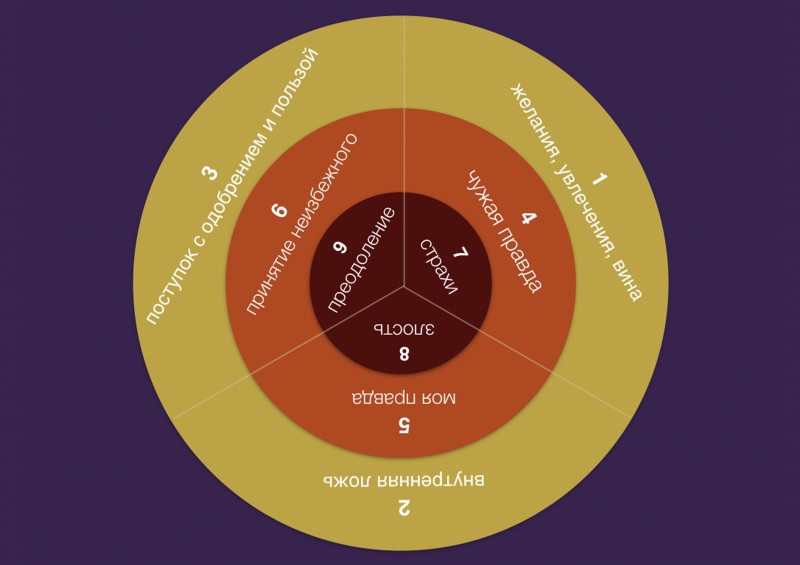 1
желания, увлечения, вина
2
внутренняя ложь
3
поступок с одобрением и пользой
4
чужая правда
5
моя правда
6
принятие неизбежного
7
страхи
8
злость
9
преодоление